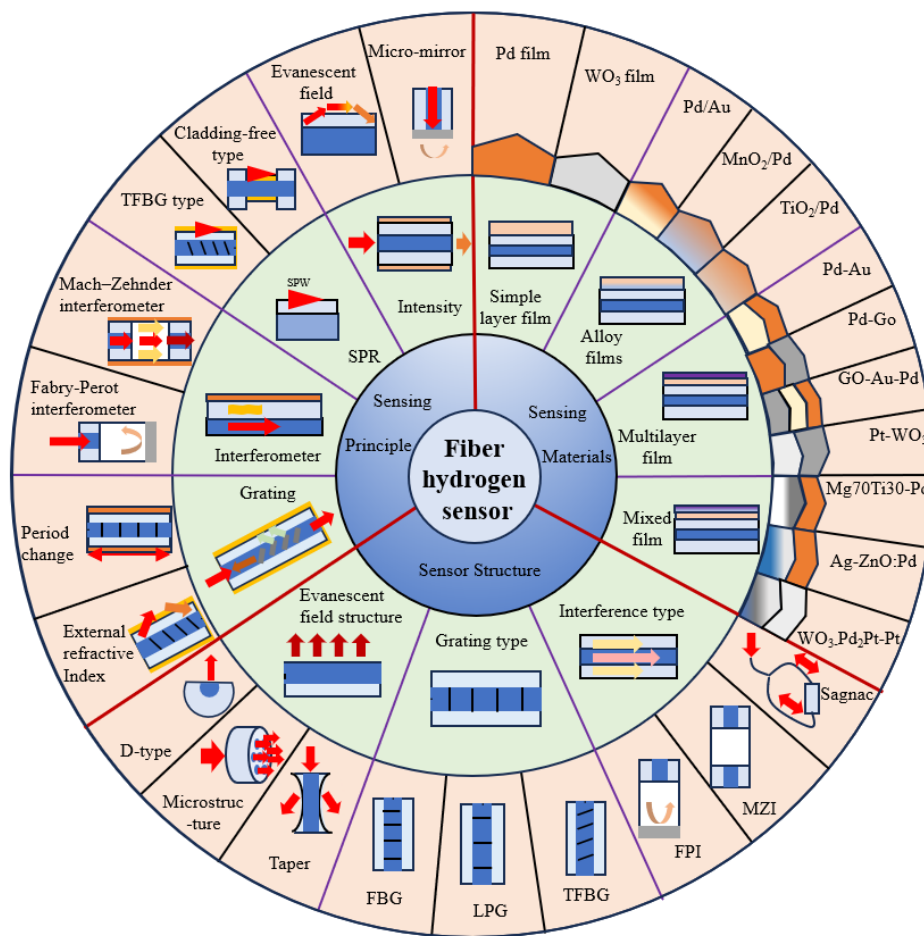 Micro-mirror
Pd film
WO₃ film
Evanescent
field
Pd/Au
Cladding-free
type
MnO₂/Pd
TFBG type
TiO₂/Pd
Mach–Zehnder
interferometer
Pd-Au
Fabry-Perot
interferometer
Pd-Go
GO-Au-Pd
Pt-WO₃
Period
change
Mg70Ti30-Pd
Ag-ZnO:Pd
External
refractive
Index
WO₃-Pd₂Pt-Pt
Sagnac
D-type
MZI
Microstruc
-ture
FPI
Taper
TFBG
FBG
LPG
Intensity
Simple
layer film
SPW
SPR
Alloy
films
Interferometer
Multilayer
film
Grating
Mixed
film
Evanescent
field structure
Grating type
Interference type
Sensing
Principle
Sensing
Materials
Sensor Structure
Fiber
hydrogen
sensor